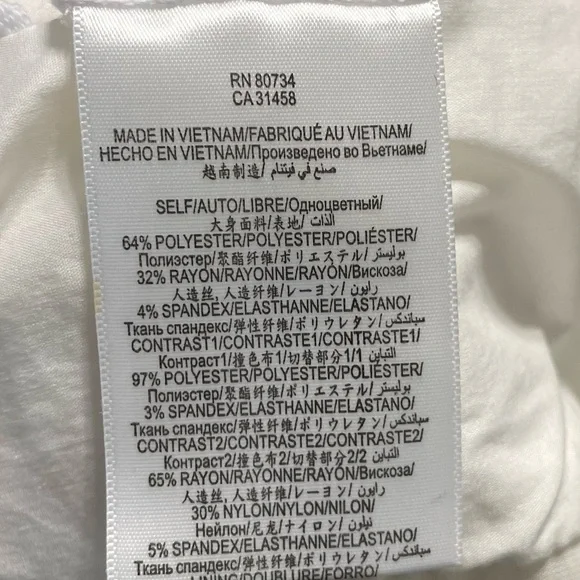 RN 80734
CA 31458
MADE IN VIETNAM/FABRIQUÉ AU VIETNAM/
HECHO EN VIETNAM/Произведено во Вьетнаме/
越南制造/ صنع في فيتنام/
SELF/AUTO/LIBRE/Одноцветный/
大身面料/表地/ الذات/
64% POLYESTER/POLYESTER/POLIÉSTER/
Полиэстер/聚酯纤维/ポリエステル/ بوليستر/
32% RAYON/RAYONNE/RAYÓN/Вискоза/
人造丝, 人造纤维/レーヨン/ رايون/
4% SPANDEX/ELASTHANNE/ELASTANO/
Ткань спандекс/弹性纤维/ポリウレタン/ سباندكس/
CONTRAST1/CONTRASTE1/CONTRASTE1/
Контраст1/撞色布1/切替部分1/1 التباين/
97% POLYESTER/POLYESTER/POLIÉSTER/
Полиэстер/聚酯纤维/ポリエステル/ بوليستر/
3% SPANDEX/ELASTHANNE/ELASTANO/
Ткань спандекс/弹性纤维/ポリウレタン/ سباندكس/
CONTRAST2/CONTRASTE2/CONTRASTE2/
Контраст2/撞色布2/切替部分2/2 التباين/
65% RAYON/RAYONNE/RAYÓN/Вискоза/
人造丝, 人造纤维/レーヨン/ رايون/
30% NYLON/NYLON/NILON/
Нейлон/尼龙/ナイロン/ نيلون/
5% SPANDEX/ELASTHANNE/ELASTANO/
Ткань спандекс/弹性纤维/ポリウレタン/ سباندكس/
LINING/DOUBLURE/FORRO/